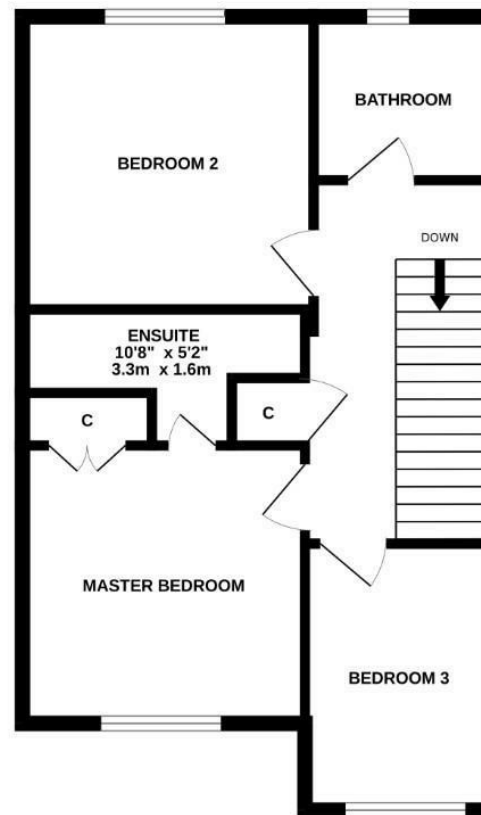 BATHROOM
BEDROOM 2
DOWN
ENSUITE
10'8" x 5'2"
3.3m x 1.6m
C
C
MASTER BEDROOM
BEDROOM 3